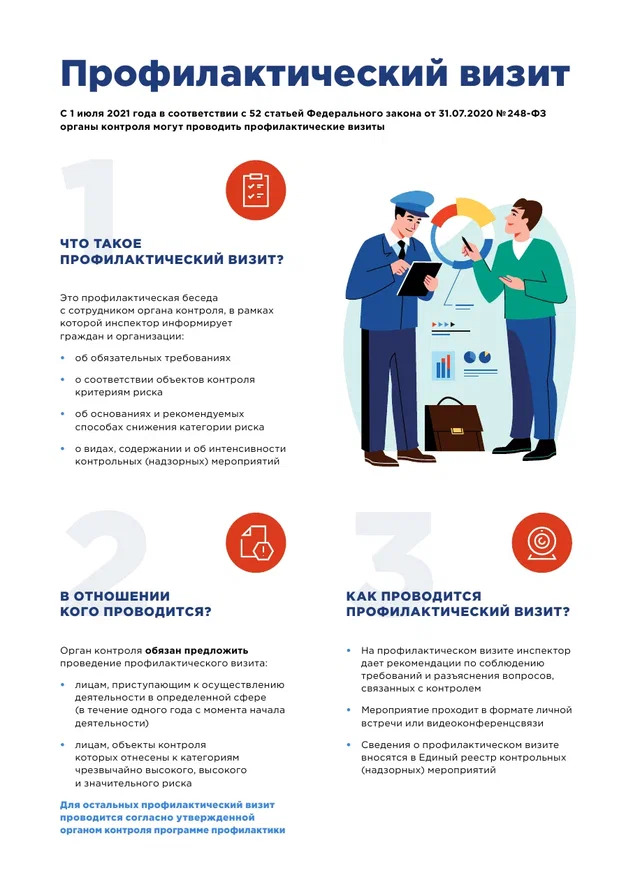 Профилактический визит
С 1 июля 2021 года в соответствии с 52 статьей Федерального закона от 31.07.2020 № 248-ФЗ
органы контроля могут проводить профилактические визиты
1
ЧТО ТАКОЕ
ПРОФИЛАКТИЧЕСКИЙ ВИЗИТ?
Это профилактическая беседа
с сотрудником органа контроля, в рамках
которой инспектор информирует
граждан и организации:
• об обязательных требованиях
• о соответствии объектов контроля
критериям риска
• об основаниях и рекомендуемых
способах снижения категории риска
• о видах, содержании и об интенсивности
контрольных (надзорных) мероприятий
2
В ОТНОШЕНИИ
КОГО ПРОВОДИТСЯ?
Орган контроля обязан предложить
проведение профилактического визита:
• лицам, приступающим к осуществлению
деятельности в определенной сфере
(в течение одного года с момента начала
деятельности)
• лицам, объекты контроля
которых отнесены к категориям
чрезвычайно высокого, высокого
и значительного риска
Для остальных профилактический визит
проводится согласно утвержденной
органом контроля программе профилактики
3
КАК ПРОВОДИТСЯ
ПРОФИЛАКТИЧЕСКИЙ ВИЗИТ?
• На профилактическом визите инспектор
дает рекомендации по соблюдению
требований и разъяснения вопросов,
связанных с контролем
• Мероприятие проходит в формате личной
встречи или видеоконференцсвязи
• Сведения о профилактическом визите
вносятся в Единый реестр контрольных
(надзорных) мероприятий